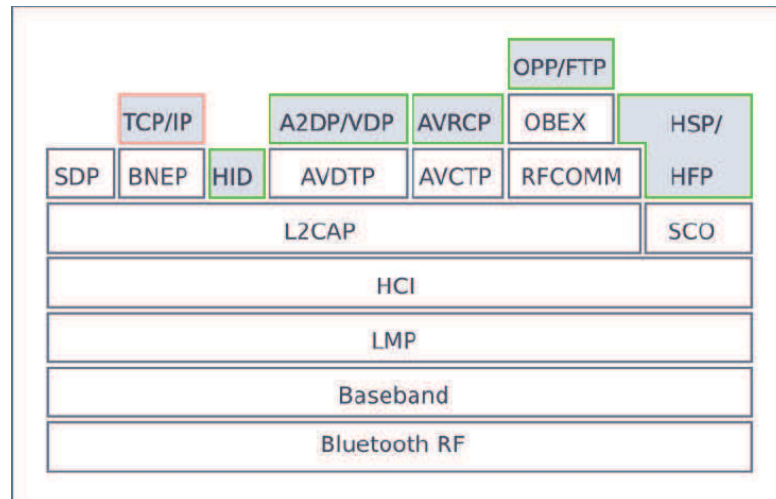 OPP/FTP
TCP/IP A2DP/VDP AVRCP OBEX HSP/
SDP BNEP HID AVDTP AVCTP RFCOMM HFP
L2CAP SCO
HCI
LMP
Baseband
Bluetooth RF